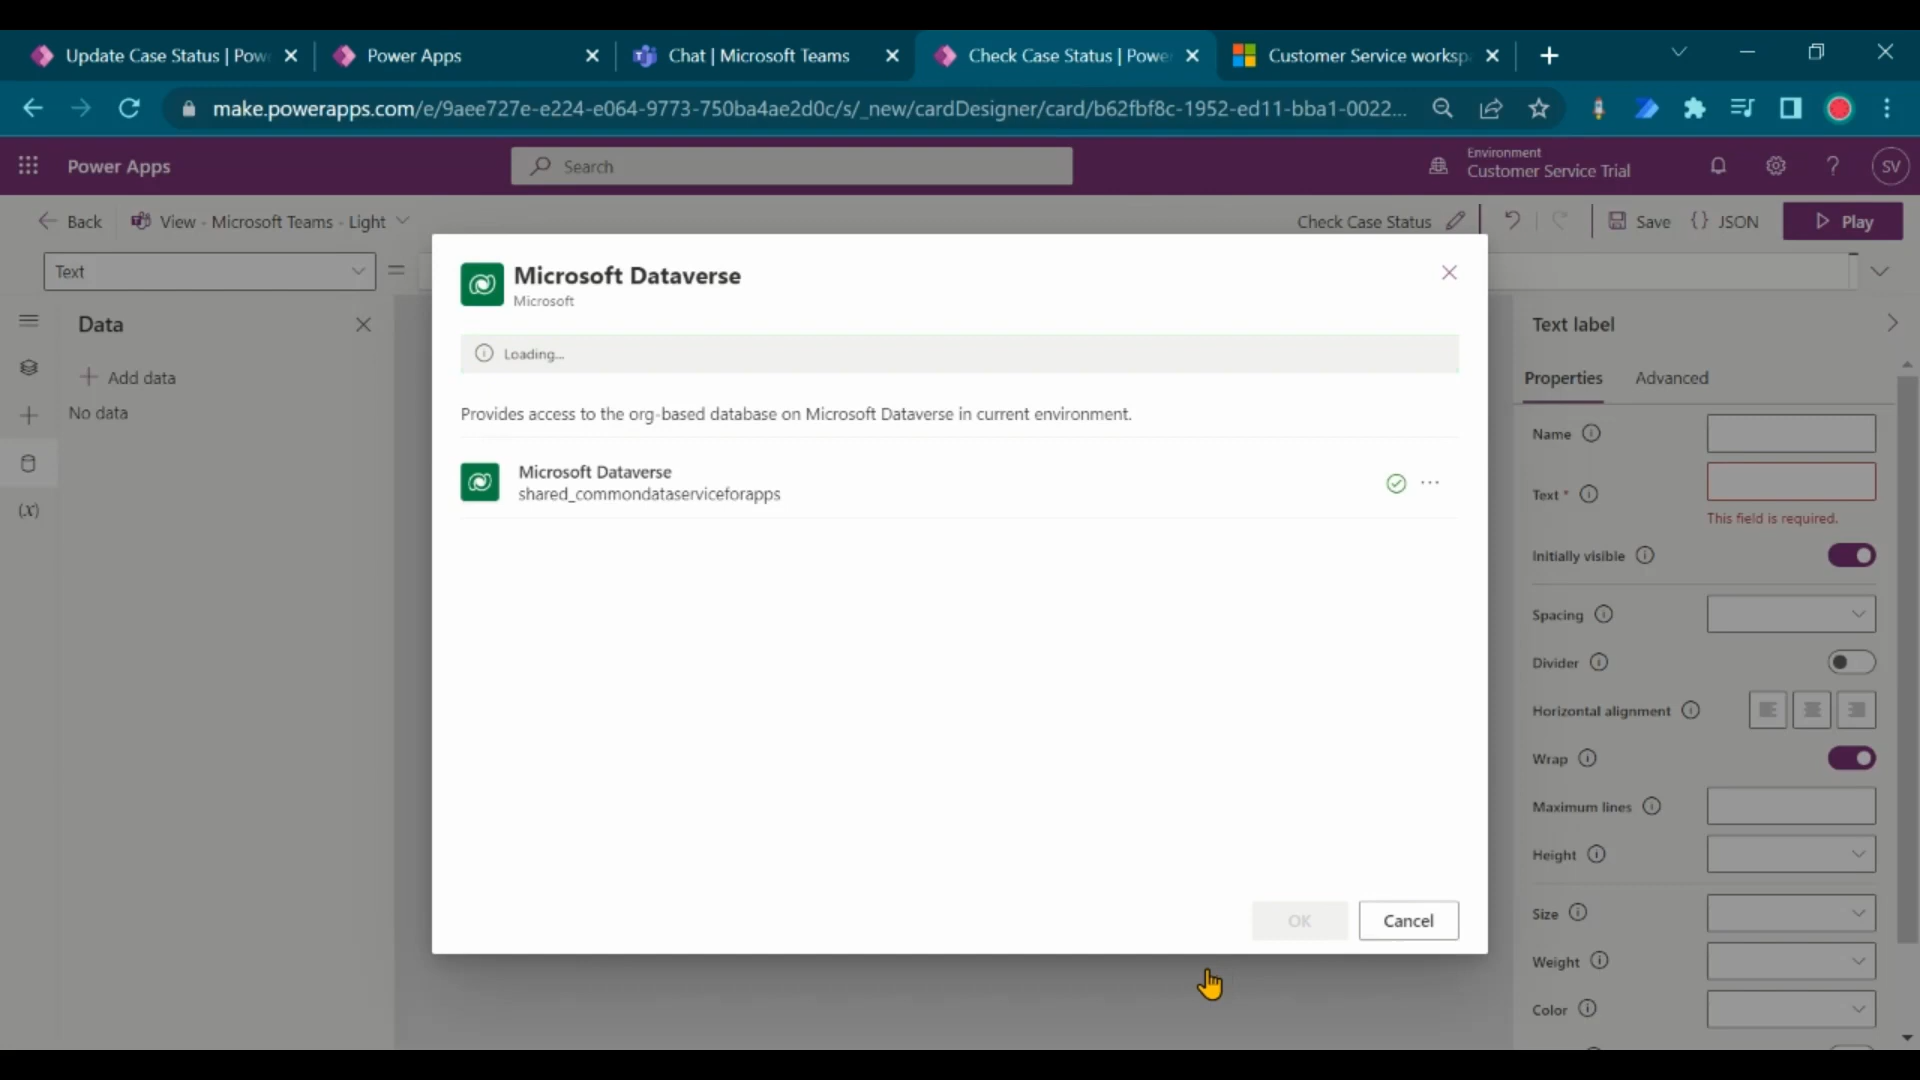 Update Case Status | Powe
Power Apps
Chat | Microsoft Teams
Check Case Status | Power
Customer Service workspa
make.powerapps.com/e/9aee727e-e224-e064-9773-750ba4ae2d0c/s/_new/cardDesigner/card/b62fbf8c-1952-ed11-bba1-0022...
Power Apps
Search
Environment
Customer Service Trial
SV
Back
View - Microsoft Teams - Light
Check Case Status
Save
{} JSON
Play
Text
=
Data
Add data
No data
(x)
Microsoft Dataverse
Microsoft
Loading...
Provides access to the org-based database on Microsoft Dataverse in current environment.
Microsoft Dataverse
shared_commondataserviceforapps
OK
Cancel
Text label
Properties
Advanced
Name
Text *
This field is required.
Initially visible
Spacing
Divider
Horizontal alignment
Wrap
Maximum lines
Height
Size
Weight
Color